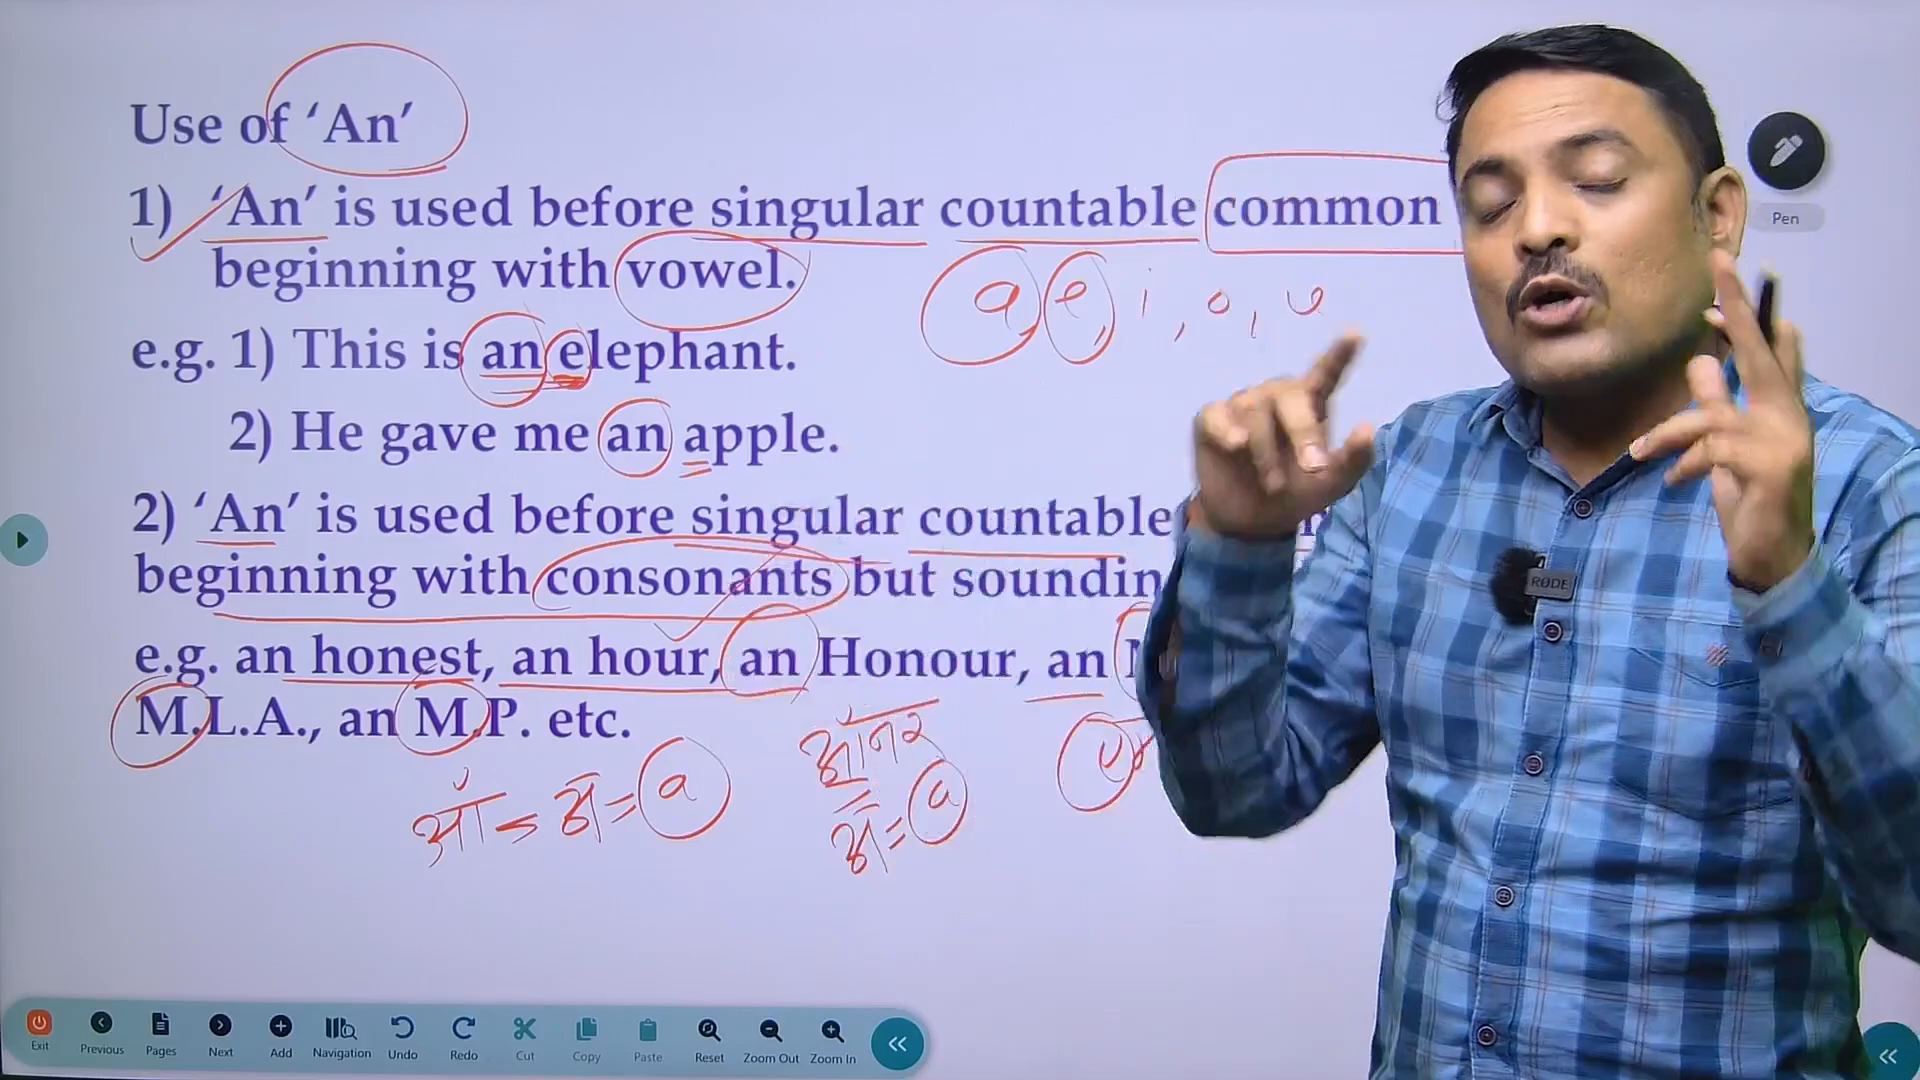 Use of ‘An’
1) ‘An’ is used before singular countable common
beginning with vowel.
a, e, i, o, u
e.g. 1) This is an elephant.
2) He gave me an apple.
2) ‘An’ is used before singular countable
beginning with consonants but soundin
e.g. an honest, an hour, an Honour, an
M.L.A., an M.P. etc.
ऑनर
= a
= a
Pen
RØDE
Exit
Previous
Pages
Next
Add
Navigation
Undo
Redo
Cut
Copy
Paste
Reset
Zoom Out
Zoom In